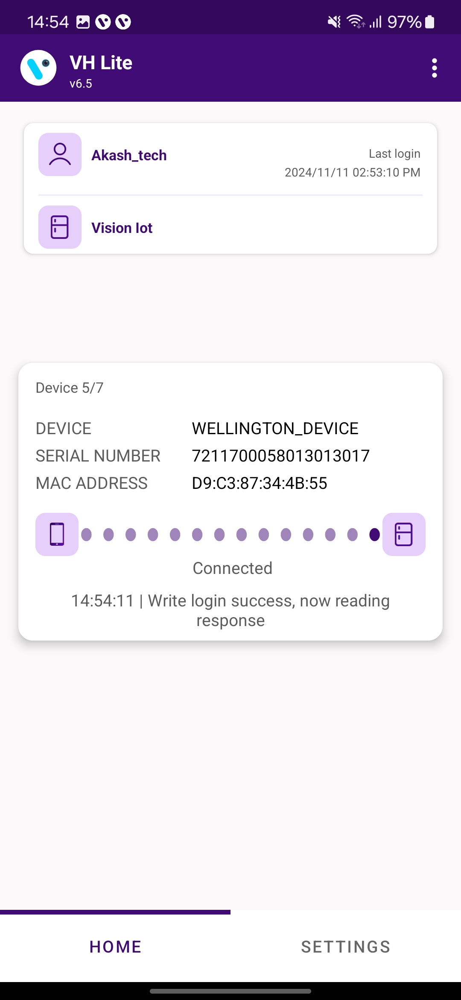 14:54 97%
VH Lite
v6.5
Akash_tech
Last login
2024/11/11 02:53:10 PM
Vision Iot
Device 5/7
DEVICE WELLINGTON_DEVICE
SERIAL NUMBER 7211700058013013017
MAC ADDRESS D9:C3:87:34:4B:55
Connected
14:54:11 | Write login success, now reading
response
HOME SETTINGS